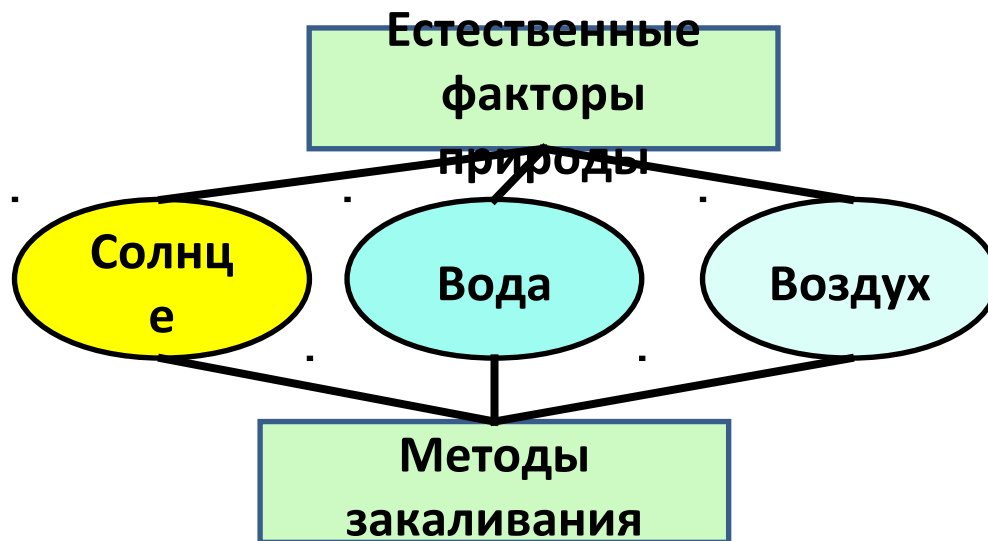 Естественные
факторы
природы
Солнц
е
Вода
Воздух
Методы
закаливания